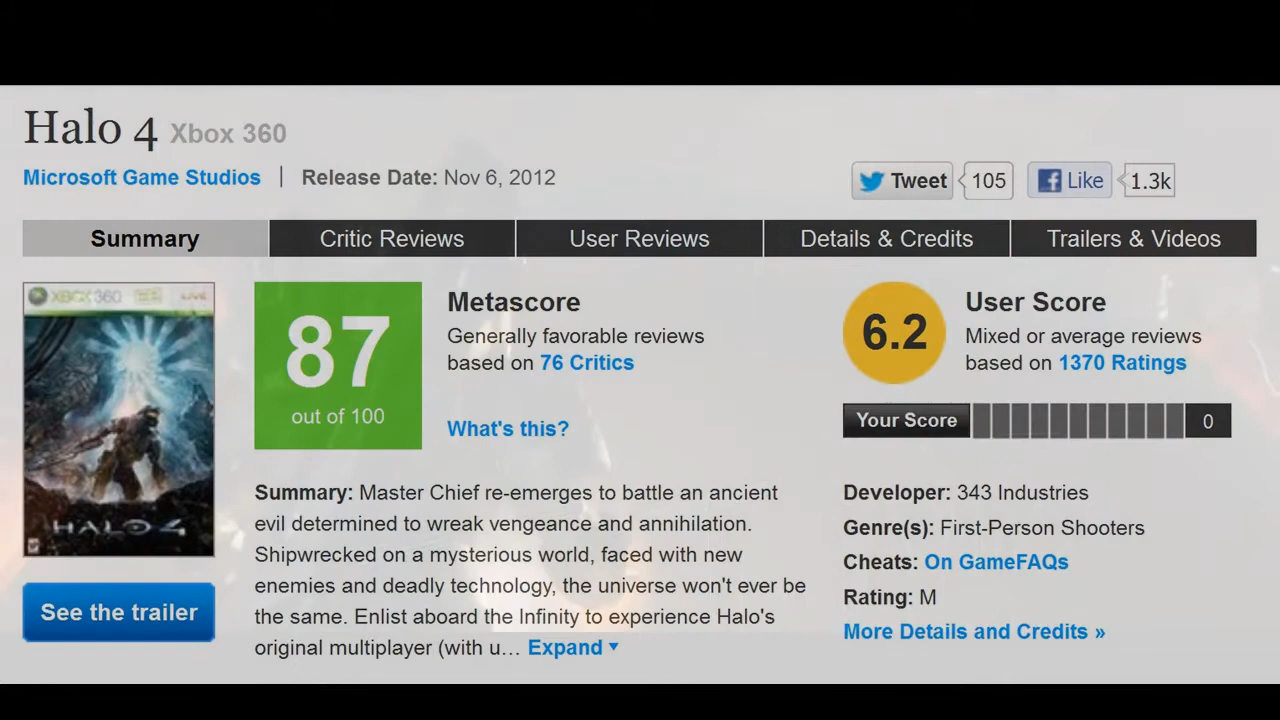 Halo 4 Xbox 360
Microsoft Game Studios | Release Date: Nov 6, 2012
Tweet 105 Like 1.3k
Summary Critic Reviews User Reviews Details & Credits Trailers & Videos
XBOX 360 LIVE
HALO 4
See the trailer
87
out of 100
Metascore
Generally favorable reviews
based on 76 Critics
What's this?
6.2
User Score
Mixed or average reviews
based on 1370 Ratings
Your Score 0
Summary: Master Chief re-emerges to battle an ancient
evil determined to wreak vengeance and annihilation.
Shipwrecked on a mysterious world, faced with new
enemies and deadly technology, the universe won't ever be
the same. Enlist aboard the Infinity to experience Halo's
original multiplayer (with u... Expand
Developer: 343 Industries
Genre(s): First-Person Shooters
Cheats: On GameFAQs
Rating: M
More Details and Credits »